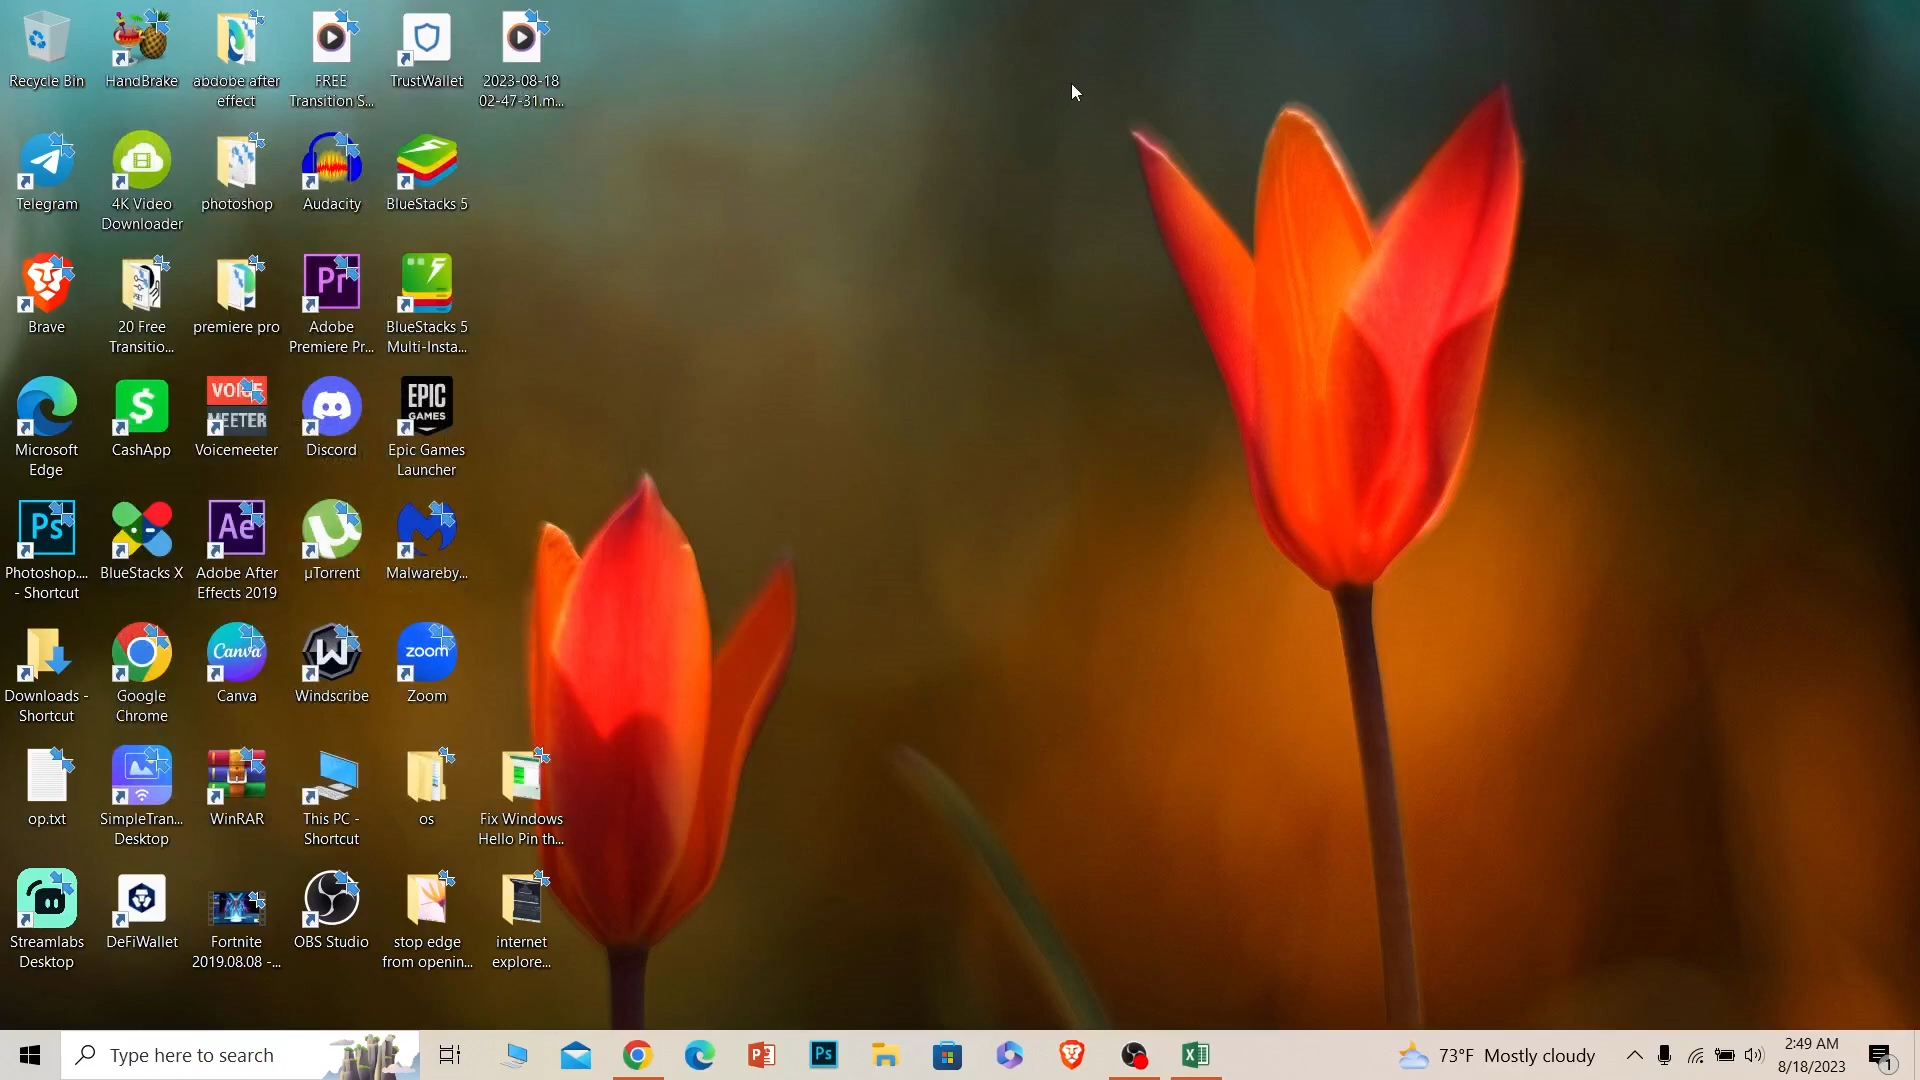 Recycle Bin
HandBrake
abdobe after
effect
FREE
Transition S...
TrustWallet
2023-08-18
02-47-31.m...
Telegram
4K Video
Downloader
photoshop
Audacity
BlueStacks 5
Brave
20 Free
Transitio...
premiere pro
Pr
Adobe
Premiere Pr...
BlueStacks 5
Multi-Insta...
Microsoft
Edge
$
CashApp
VOICE
MEETER
Voicemeeter
Discord
EPIC
GAMES
Epic Games
Launcher
Ps
Photoshop....
- Shortcut
BlueStacks X
Ae
Adobe After
Effects 2019
µ
µTorrent
Malwareby...
Downloads -
Shortcut
Google
Chrome
Canva
Canva
W
Windscribe
zoom
Zoom
op.txt
SimpleTran...
Desktop
WinRAR
This PC -
Shortcut
os
Fix Windows
Hello Pin th...
Streamlabs
Desktop
DeFiWallet
Fortnite
2019.08.08 -...
OBS Studio
stop edge
from openin...
internet
explore...
Type here to search
Ps
73°F Mostly cloudy
2:49 AM
8/18/2023
1